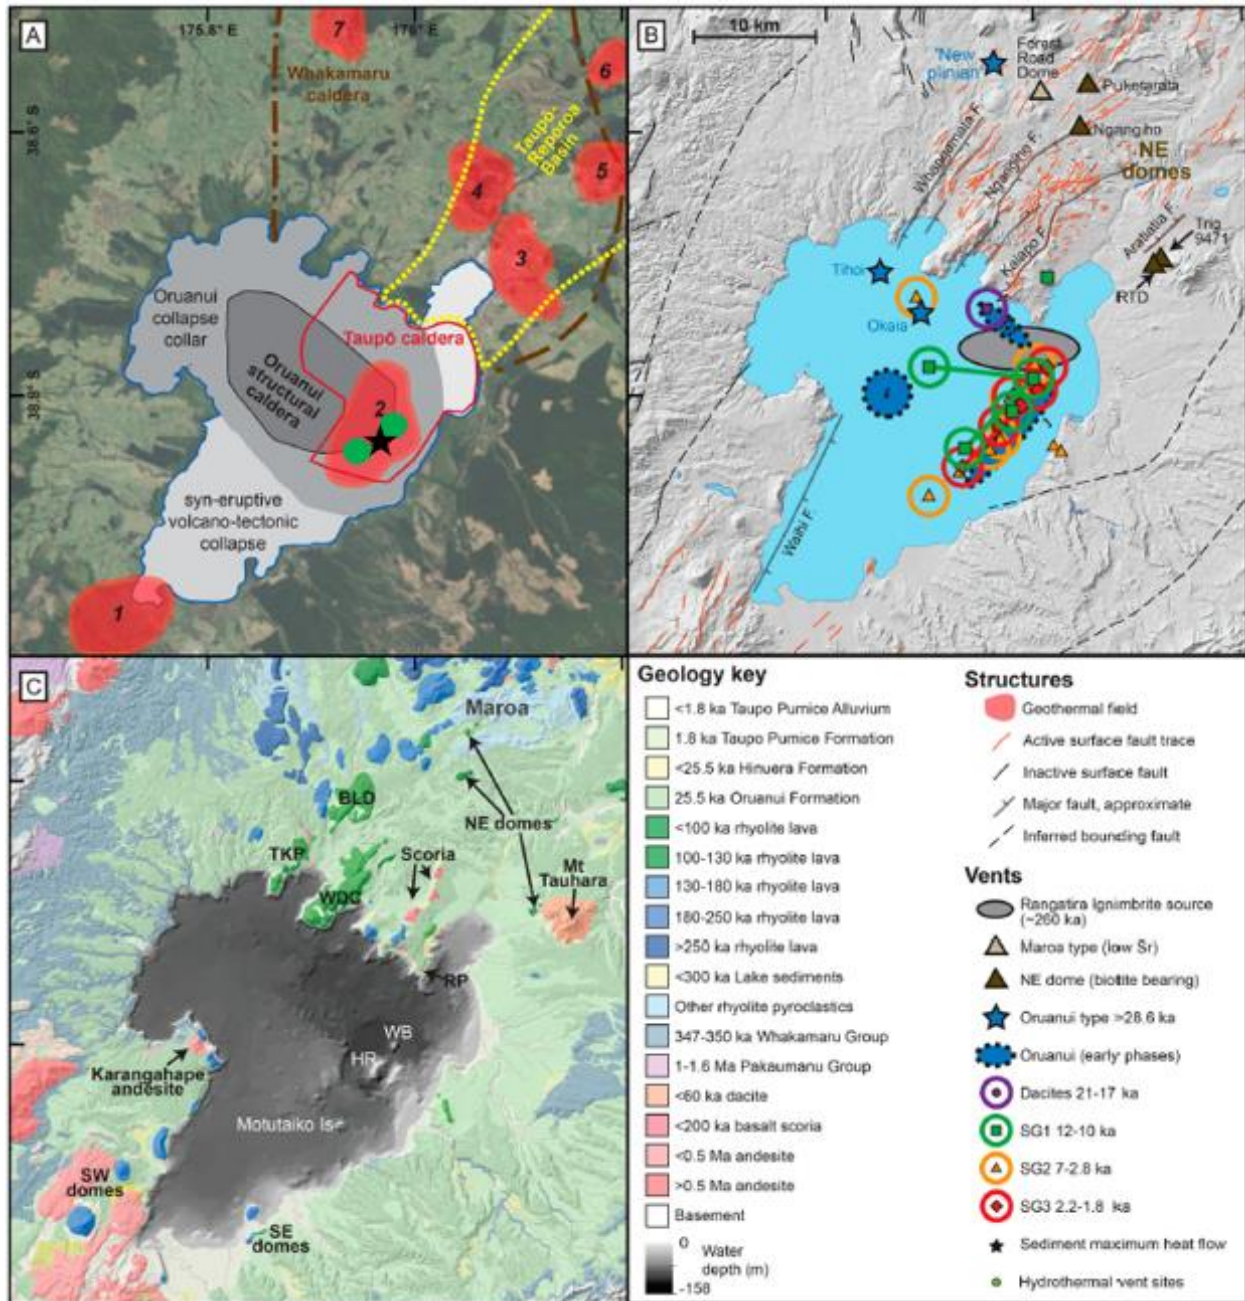 A
175.8° E
176° E
7
Whakamaru
caldera
6
38.6° S
Taupō-
Reporoa
Basin
5
4
3
Oruanui
collapse
collar
Taupō caldera
Oruanui
structural
caldera
38.8° S
2
syn-eruptive
volcano-tectonic
collapse
1
B
10 km
"New
plinian"
Forest
Road
Dome
Puketarata
Whangamata F.
Ngangiho F.
Ngangiho
NE
domes
Kaiapo F.
Aratiatia F.
Trig
9471
RTD
Tihoi
Okaia
Waihi F.
C
Maroa
BLD
NE domes
TKP
Scoria
Mt
Tauhara
WDC
RP
WB
HR
Karangahape
andesite
Motutaiko Is
SW
domes
SE
domes
Geology key
<1.8 ka Taupo Pumice Alluvium
1.8 ka Taupo Pumice Formation
<25.5 ka Hinuera Formation
25.5 ka Oruanui Formation
<100 ka rhyolite lava
100-130 ka rhyolite lava
130-180 ka rhyolite lava
180-250 ka rhyolite lava
>250 ka rhyolite lava
<300 ka Lake sediments
Other rhyolite pyroclastics
347-350 ka Whakamaru Group
1-1.6 Ma Pakaumanu Group
<60 ka dacite
<200 ka basalt scoria
<0.5 Ma andesite
>0.5 Ma andesite
Basement
0
Water
depth (m)
-158
Structures
Geothermal field
Active surface fault trace
Inactive surface fault
Major fault, approximate
Inferred bounding fault
Vents
Rangatira Ignimbrite source
(~260 ka)
Maroa type (low Sr)
NE dome (biotite bearing)
Oruanui type >28.6 ka
Oruanui (early phases)
Dacites 21-17 ka
SG1 12-10 ka
SG2 7-2.8 ka
SG3 2.2-1.8 ka
Sediment maximum heat flow
Hydrothermal vent sites